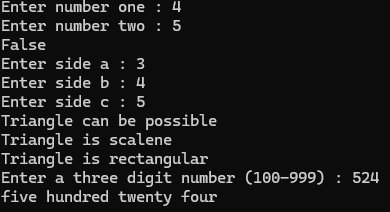 Enter number one : 4
Enter number two : 5
False
Enter side a : 3
Enter side b : 4
Enter side c : 5
Triangle can be possible
Triangle is scalene
Triangle is rectangular
Enter a three digit number (100-999) : 524
five hundred twenty four